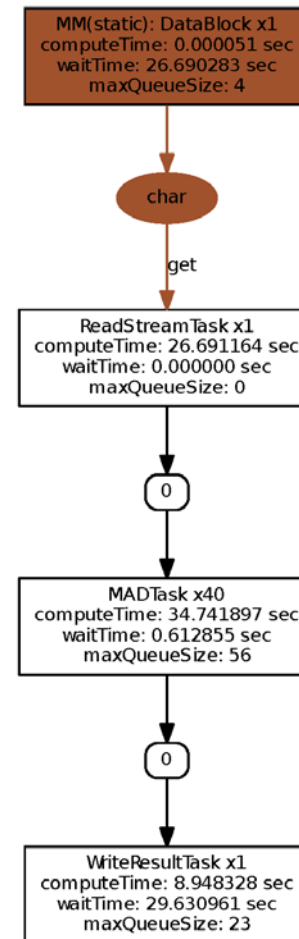 MM(static): DataBlock x1
computeTime: 0.000051 sec
waitTime: 26.690283 sec
maxQueueSize: 4
char
get
ReadStreamTask x1
computeTime: 26.691164 sec
waitTime: 0.000000 sec
maxQueueSize: 0
0
MADTask x40
computeTime: 34.741897 sec
waitTime: 0.612855 sec
maxQueueSize: 56
0
WriteResultTask x1
computeTime: 8.948328 sec
waitTime: 29.630961 sec
maxQueueSize: 23